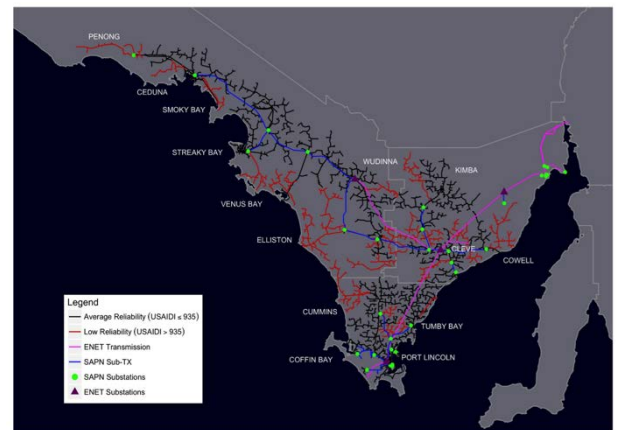 PENONG
CEDUNA
SMOKY BAY
STREAKY BAY
WUDINNA
KIMBA
VENUS BAY
ELLISTON
CLEVE
COWELL
CUMMINS
TUMBY BAY
COFFIN BAY
PORT LINCOLN
Legend
Average Reliability (USAIDI ≤ 935)
Low Reliability (USAIDI > 935)
ENET Transmission
SAPN Sub-TX
SAPN Substations
ENET Substations